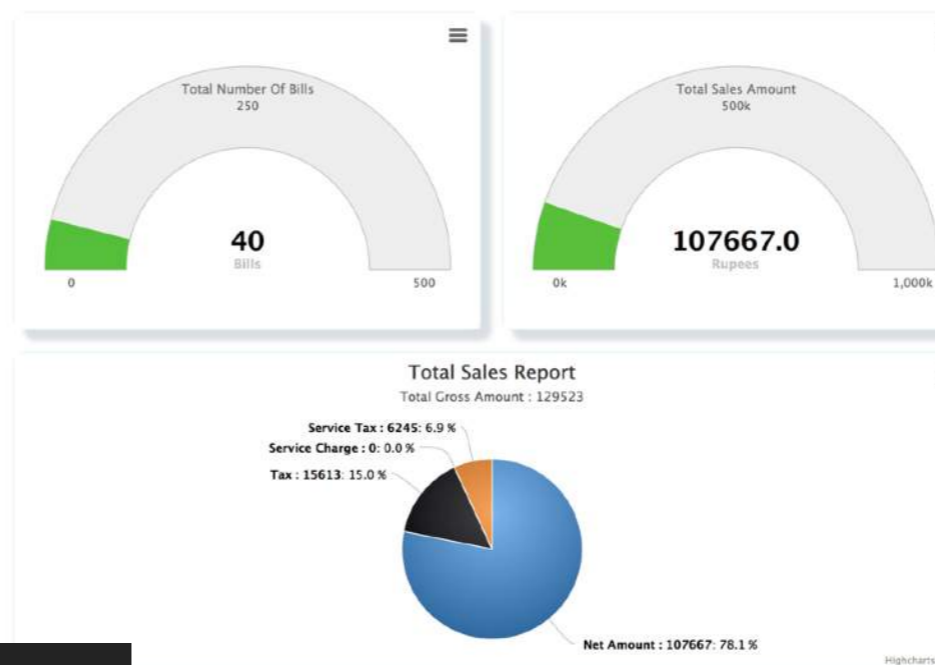 Total Number Of Bills
250
40
Bills
0
500
Total Sales Amount
500k
107667.0
Rupees
0k
1,000k
Total Sales Report
Total Gross Amount : 129523
Service Tax : 6245: 6.9 %
Service Charge : 0: 0.0 %
Tax : 15613: 15.0 %
Net Amount : 107667: 78.1 %
Highcharts